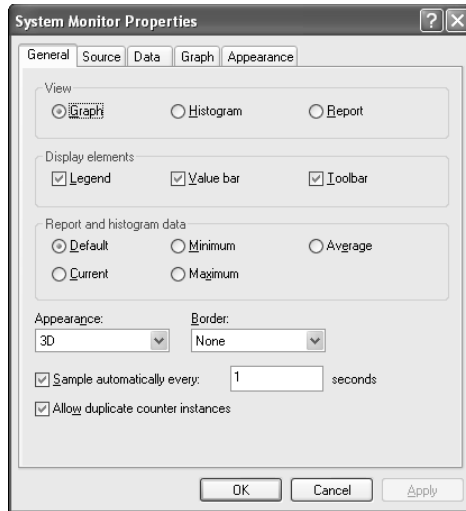 System Monitor Properties
General Source Data Graph Appearance
View
Graph Histogram Report
Display elements
Legend Value bar Toolbar
Report and histogram data
Default Minimum Average
Current Maximum
Appearance: Border:
3D None
Sample automatically every: 1 seconds
Allow duplicate counter instances
OK Cancel Apply